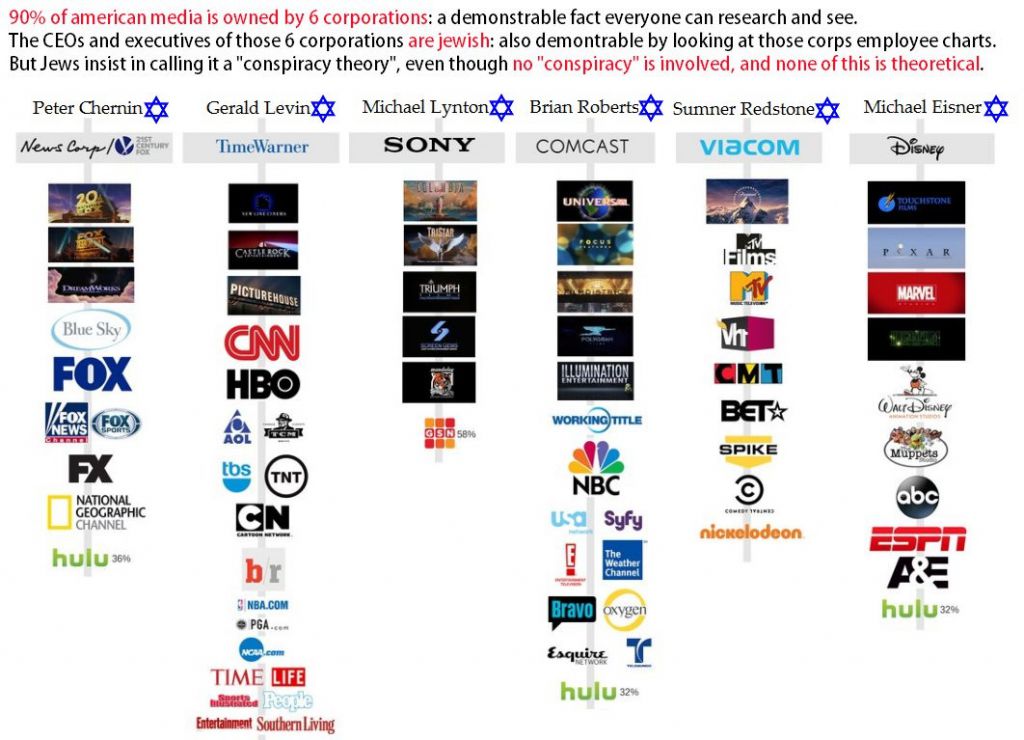 90% of american media is owned by 6 corporations: a demonstrable fact everyone can research and see.
The CEOs and executives of those 6 corporations are jewish: also demontrable by looking at those corps employee charts.
But Jews insist in calling it a "conspiracy theory", even though no "conspiracy" is involved, and none of this is theoretical.
Peter Chernin
News Corp / 21ST
CENTURY
FOX
20
DREAMWORKS
Blue Sky
FOX
FOX
NEWS
Channel
FOX
SPORTS
FX
NATIONAL
GEOGRAPHIC
CHANNEL
hulu 36%
Gerald Levin
TimeWarner
NEW LINE CINEMA
CASTLE ROCK
ENTERTAINMENT
PICTUREHOUSE
CNN
HBO
AOL
TCM
tbs
TNT
CN
CARTOON NETWORK
b/r
NBA.COM
PGA.com
NCAA.com
TIME
LIFE
Sports
Illustrated
People
Entertainment
Southern Living
Michael Lynton
SONY
COLUMBIA
TRISTAR
TRIUMPH
FILMS
SCREEN GEMS
GSN 58%
Brian Roberts
COMCAST
UNIVERSAL
FOCUS
FEATURES
POLYGRAM
ILLUMINATION
ENTERTAINMENT
WORKING TITLE
NBC
usa
network
Syfy
E!
ENTERTAINMENT
TELEVISION
The
Weather
Channel
Bravo
oxygen
Esquire
NETWORK
TELEMUNDO
hulu 32%
Sumner Redstone
VIACOM
Paramount
MTV
Films
MTV
MUSIC TELEVISION
Vh1
CMT
BET
SPIKE
COMEDY CENTRAL
nickelodeon
Michael Eisner
Disney
TOUCHSTONE
FILMS
PIXAR
MARVEL
STUDIOS
WALT DISNEY
ANIMATION STUDIOS
The
Muppets
Studio
abc
ESPN
A&E
hulu 32%